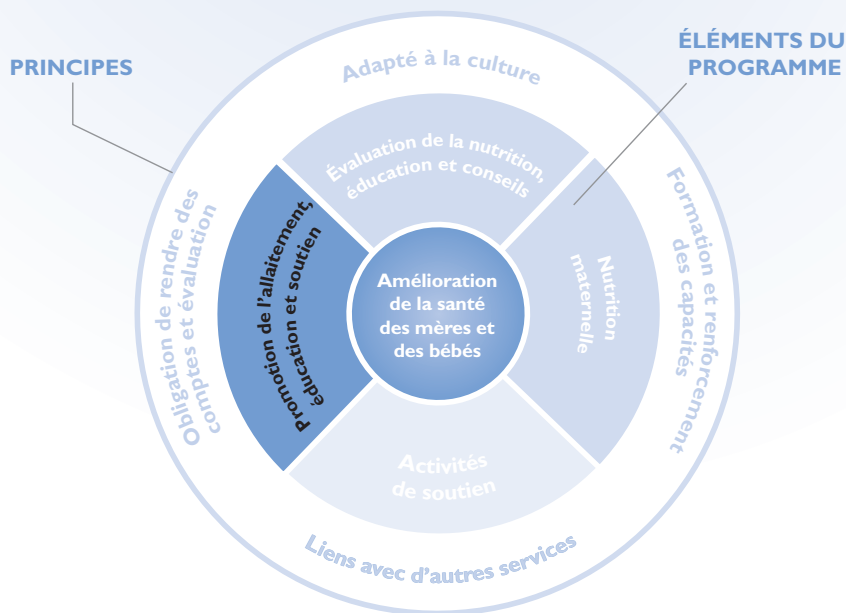 PRINCIPES
ÉLÉMENTS DU
PROGRAMME
Adapté à la culture
Évaluation de la nutrition,
éducation et conseils
Obligation de rendre des
comptes et évaluation
Promotion de l'allaitement,
éducation et soutien
Amélioration
de la santé
des mères et
des bébés
Nutrition
maternelle
Formation et renforcement
des capacités
Activités
de soutien
Liens avec d'autres services